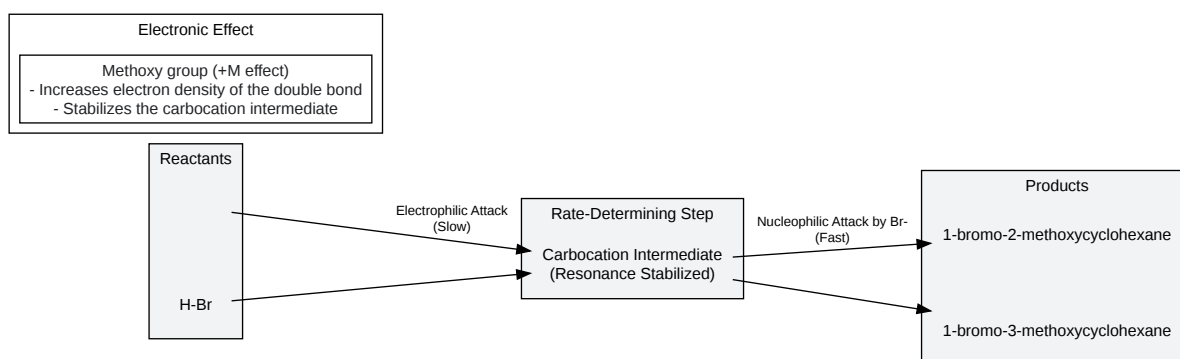 Electronic Effect
Methoxy group (+M effect)
- Increases electron density of the double bond
- Stabilizes the carbocation intermediate
Reactants
H-Br
Electrophilic Attack
(Slow)
Rate-Determining Step
Carbocation Intermediate
(Resonance Stabilized)
Nucleophilic Attack by Br-
(Fast)
Products
1-bromo-2-methoxycyclohexane
1-bromo-3-methoxycyclohexane